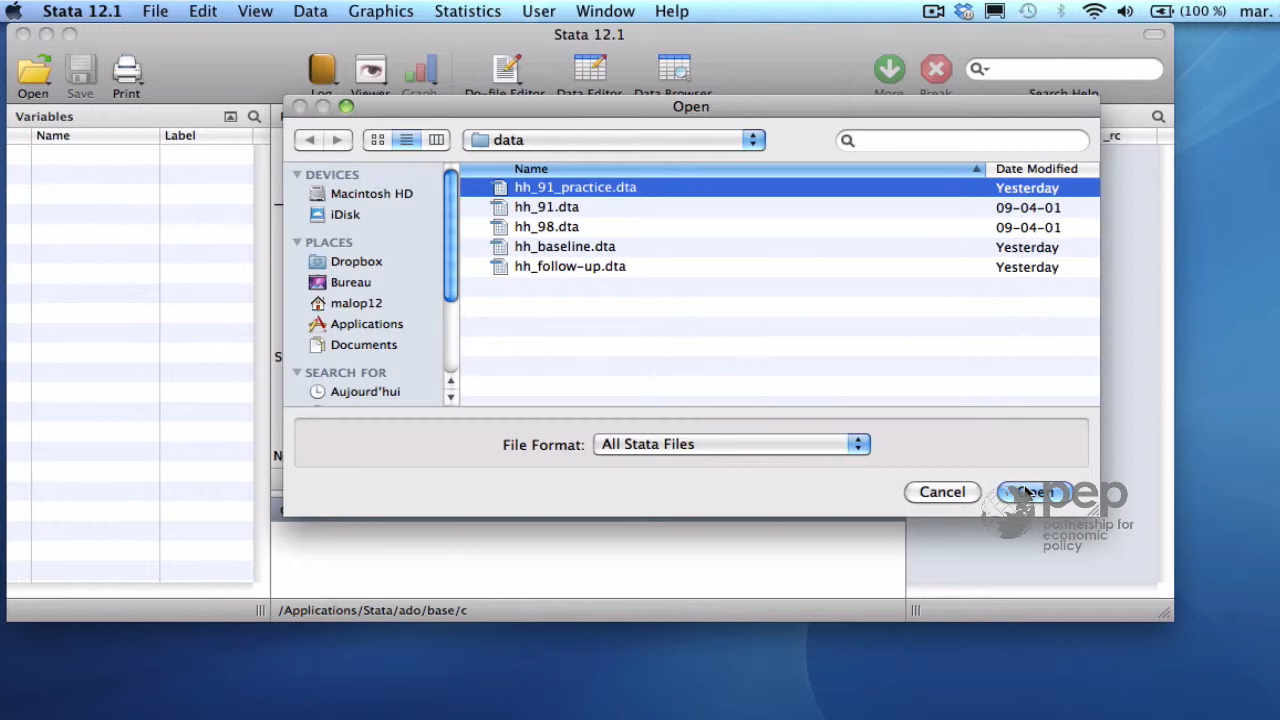 Stata 12.1 File Edit View Data Graphics Statistics User Window Help (100 %) mar.
Stata 12.1
Open Save Print Log Viewer Graph Do-file Editor Data Editor Data Browser More Break Search Help
Open
Variables
Name Label
_rc
data
Name Date Modified
DEVICES
Macintosh HD
iDisk
PLACES
Dropbox
Bureau
malop12
Applications
Documents
SEARCH FOR
Aujourd'hui
hh_91_practice.dta Yesterday
hh_91.dta 09-04-01
hh_98.dta 09-04-01
hh_baseline.dta Yesterday
hh_follow-up.dta Yesterday
File Format: All Stata Files
Cancel Open
pep
partnership for
economic
policy
/Applications/Stata/ado/base/c